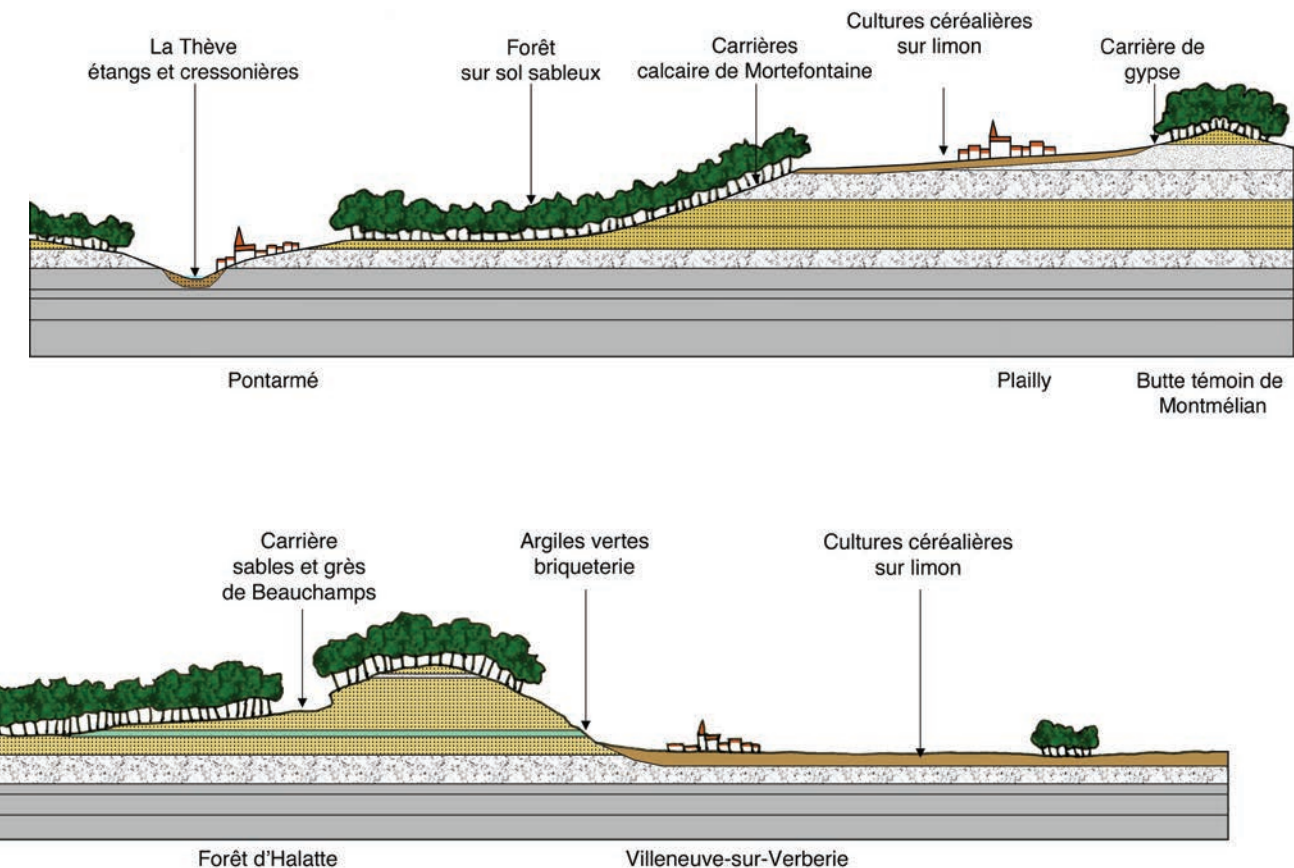 La Thève
étangs et cressonières
Forêt
sur sol sableux
Carrières
calcaire de Mortefontaine
Cultures céréalières
sur limon
Carrière de
gypse
Pontarmé
Plailly
Butte témoin de
Montmélian
Carrière
sables et grès
de Beauchamps
Argiles vertes
briqueterie
Cultures céréalières
sur limon
Forêt d'Halatte
Villeneuve-sur-Verberie